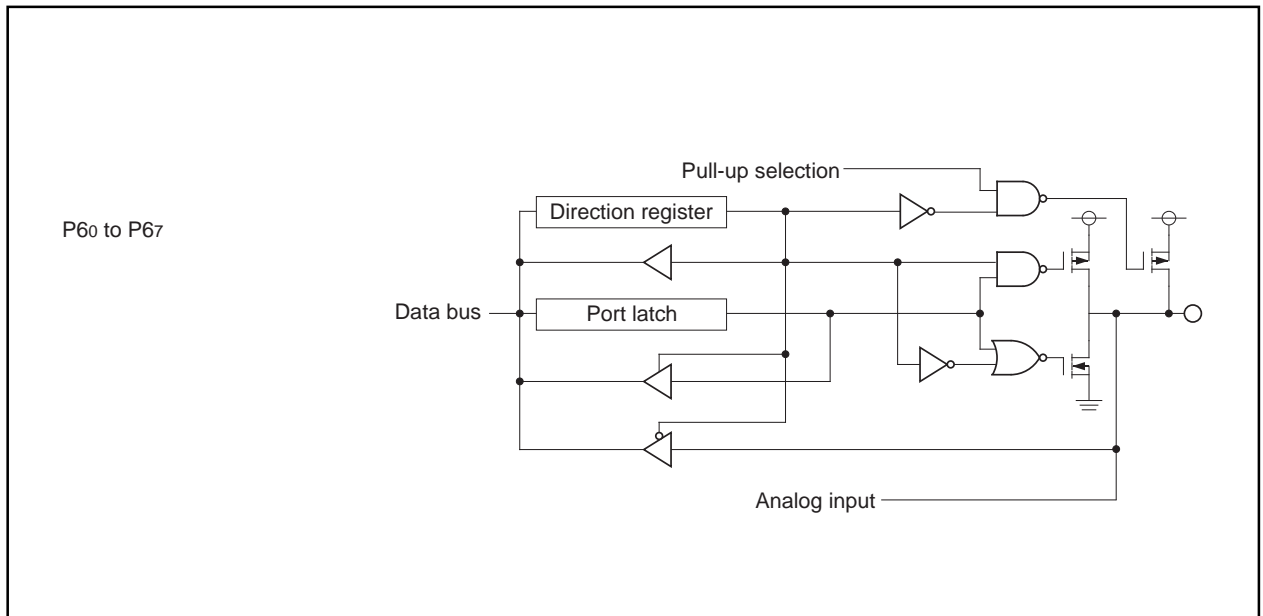 Pull-up selection
Direction register
P60 to P67
Data bus
Port latch
Analog input